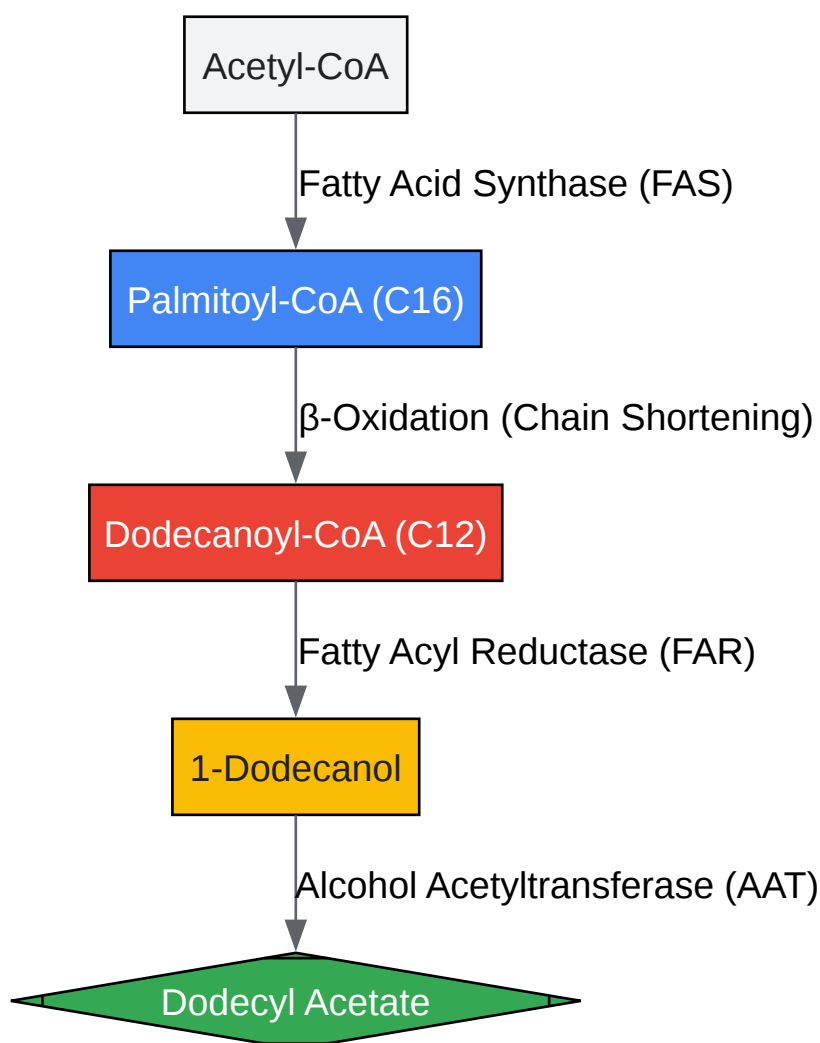 Acetyl-CoA
Fatty Acid Synthase (FAS)
Palmitoyl-CoA (C16)
β-Oxidation (Chain Shortening)
Dodecanoyl-CoA (C12)
Fatty Acyl Reductase (FAR)
1-Dodecanol
Alcohol Acetyltransferase (AAT)
Dodecyl Acetate